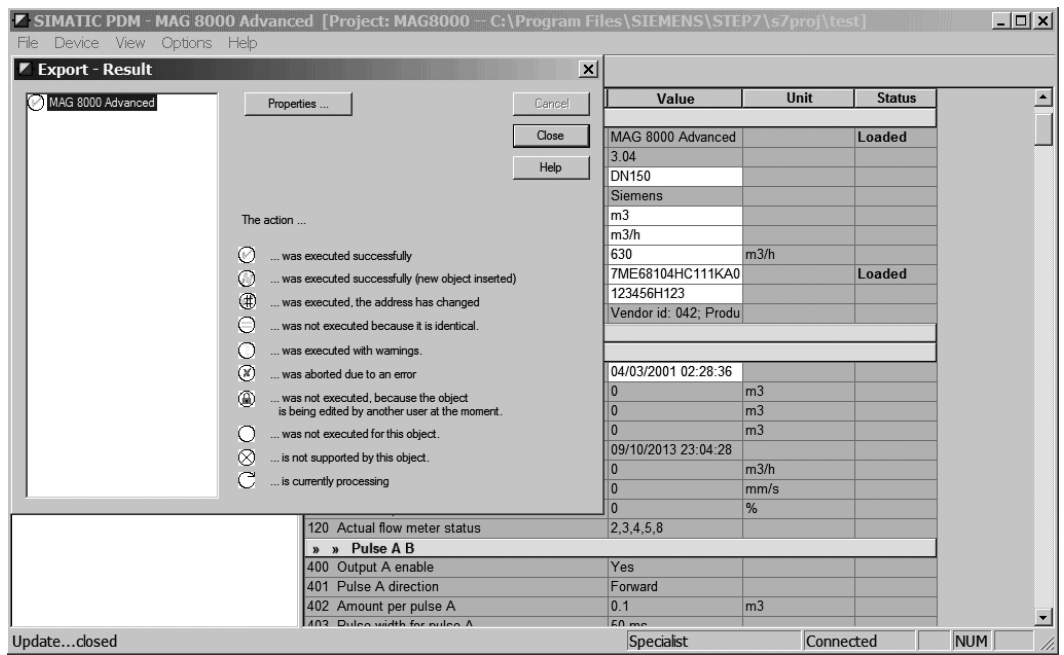 SIMATIC PDM - MAG 8000 Advanced [Project: MAG8000 -- C:\Program Files\SIEMENS\STEP7\s7proj\test]
File Device View Options Help
Export - Result
MAG 8000 Advanced
Properties ...
Cancel
Close
Help
The action ...
... was executed successfully
... was executed successfully (new object inserted)
... was executed, the address has changed
... was not executed because it is identical.
... was executed with warnings.
... was aborted due to an error
... was not executed, because the object
is being edited by another user at the moment.
... was not executed for this object.
... is not supported by this object.
... is currently processing
Value Unit Status
MAG 8000 Advanced Loaded
3.04
DN150
Siemens
m3
m3/h
630 m3/h
7ME68104HC111KA0 Loaded
123456H123
Vendor id: 042; Produ
04/03/2001 02:28:36
0 m3
0 m3
0 m3
09/10/2013 23:04:28
0 m3/h
0 mm/s
0 %
120 Actual flow meter status 2,3,4,5,8
» » Pulse A B
400 Output A enable Yes
401 Pulse A direction Forward
402 Amount per pulse A 0.1 m3
403 Pulse width for pulse A 50 ms
Update...closed Specialist Connected NUM